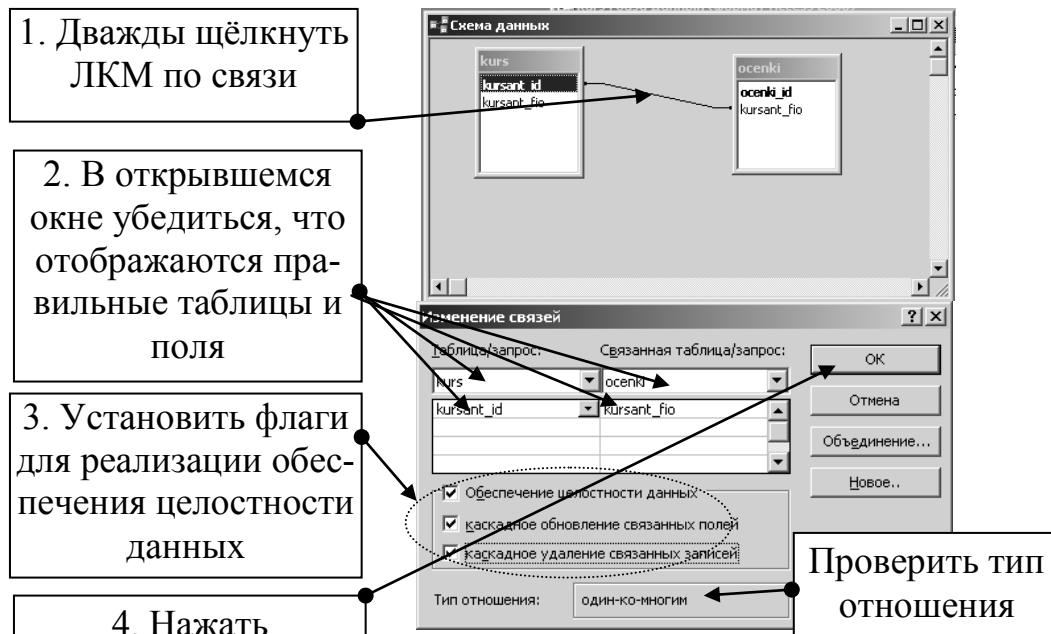 1. Дважды щёлкнуть
ЛКМ по связи
2. В открывшемся
окне убедиться, что
отображаются пра-
вильные таблицы и
поля
3. Установить флаги
для реализации обес-
печения целостности
данных
4. Нажать
Схема данных
kurs
kursant_id
kursant_fio
ocenki
ocenki_id
kursant_fio
Изменение связей
Таблица/запрос:
Связанная таблица/запрос:
kurs
ocenki
kursant_id
kursant_fio
Обеспечение целостности данных
каскадное обновление связанных полей
каскадное удаление связанных записей
Тип отношения:
один-ко-многим
ОК
Отмена
Объединение...
Новое..
Проверить тип
отношения